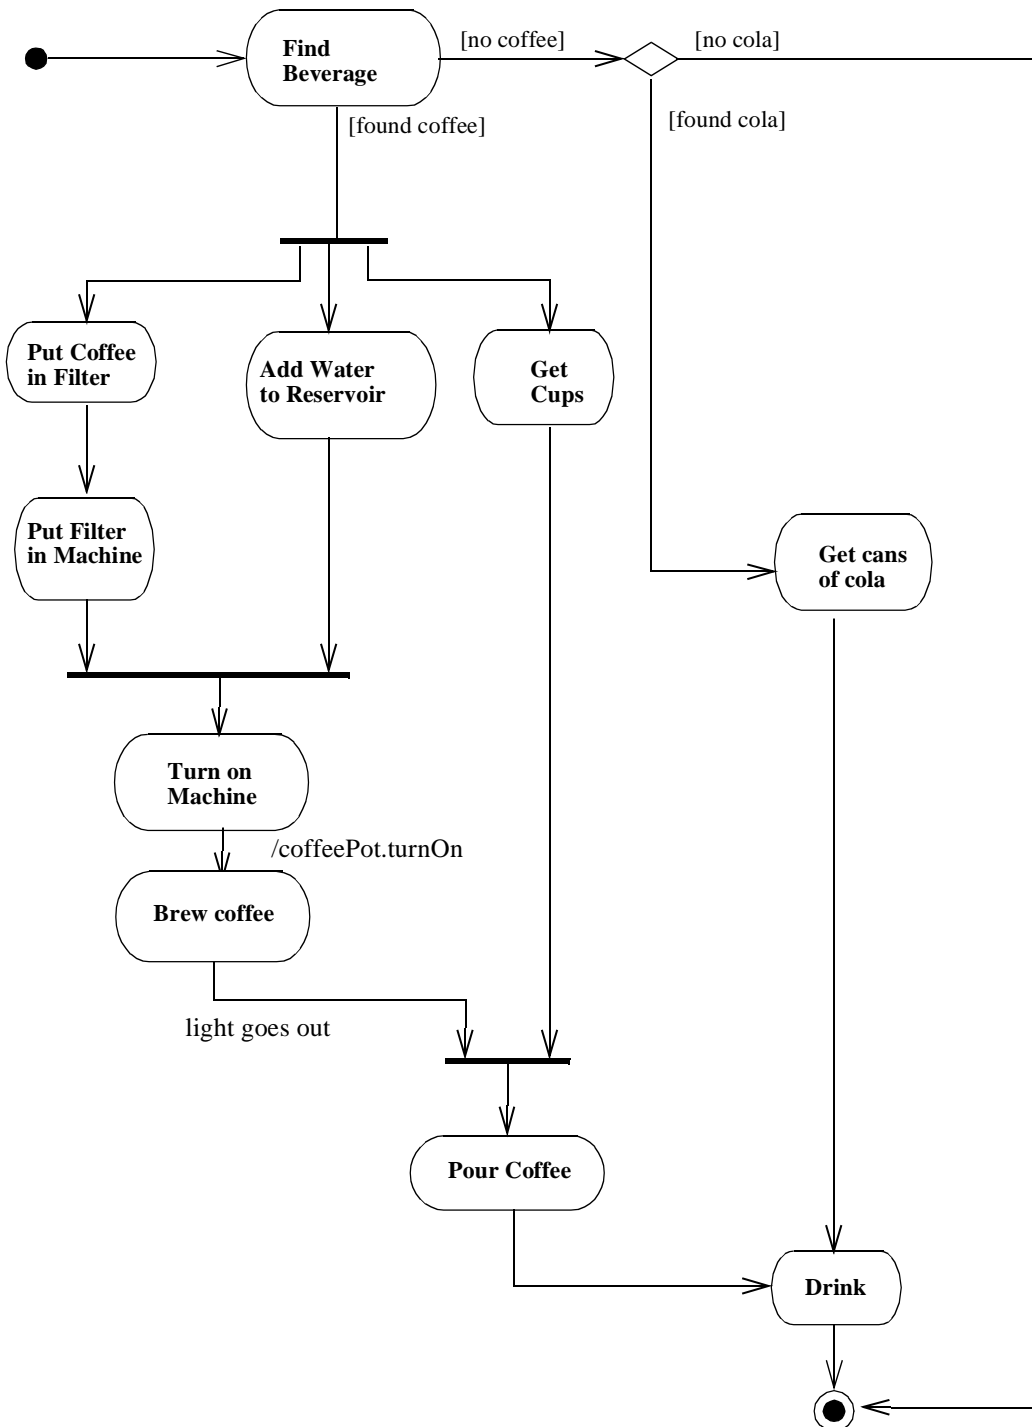 Find
Beverage
[no coffee]
[no cola]
[found coffee]
[found cola]
Put Coffee
in Filter
Add Water
to Reservoir
Get
Cups
Put Filter
in Machine
Get cans
of cola
Turn on
Machine
/coffeePot.turnOn
Brew coffee
light goes out
Pour Coffee
Drink